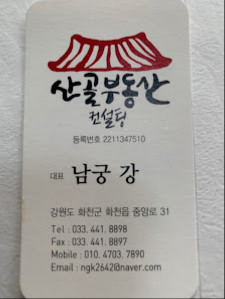 산골부동산
컨설팅
등록번호 2211347510
대표 남궁 강
강원도 화천군 화천읍 중앙로 31
Tel : 033. 441. 8898
Fax : 033. 441. 8897
Mobile : 010. 4703. 7890
Email : ngk2642@naver.com